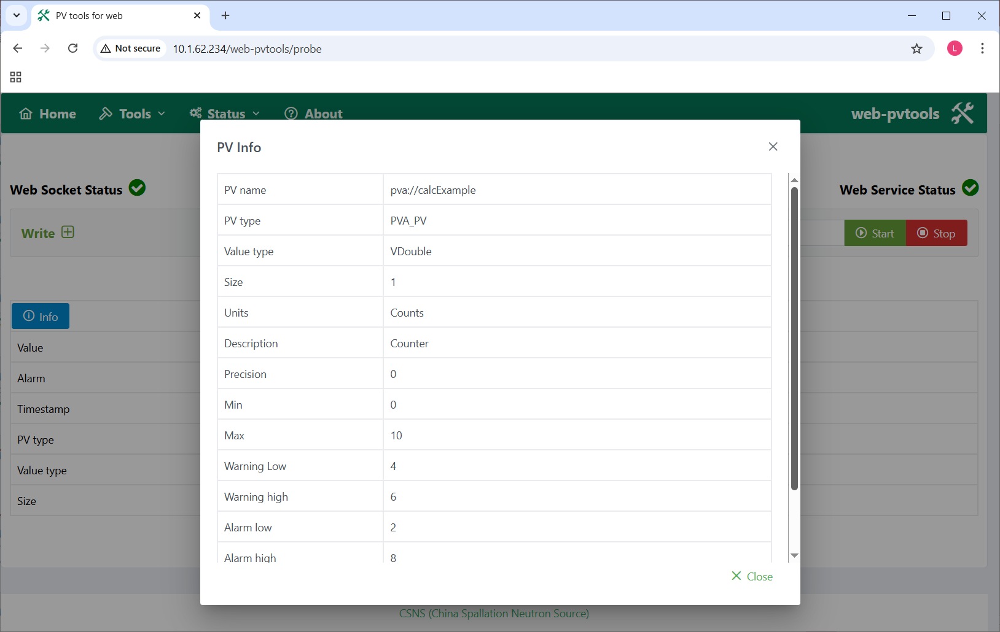 PV tools for web
Not secure 10.1.62.234/web-pvtools/probe L
Home Tools Status About web-pvtools
PV Info
Web Socket Status Web Service Status
Write Start Stop
Info
Value
Alarm
Timestamp
PV type
Value type
Size
PV name pva://calcExample
PV type PVA_PV
Value type VDouble
Size 1
Units Counts
Description Counter
Precision 0
Min 0
Max 10
Warning Low 4
Warning high 6
Alarm low 2
Alarm high 8
Close
CSNS (China Spallation Neutron Source)